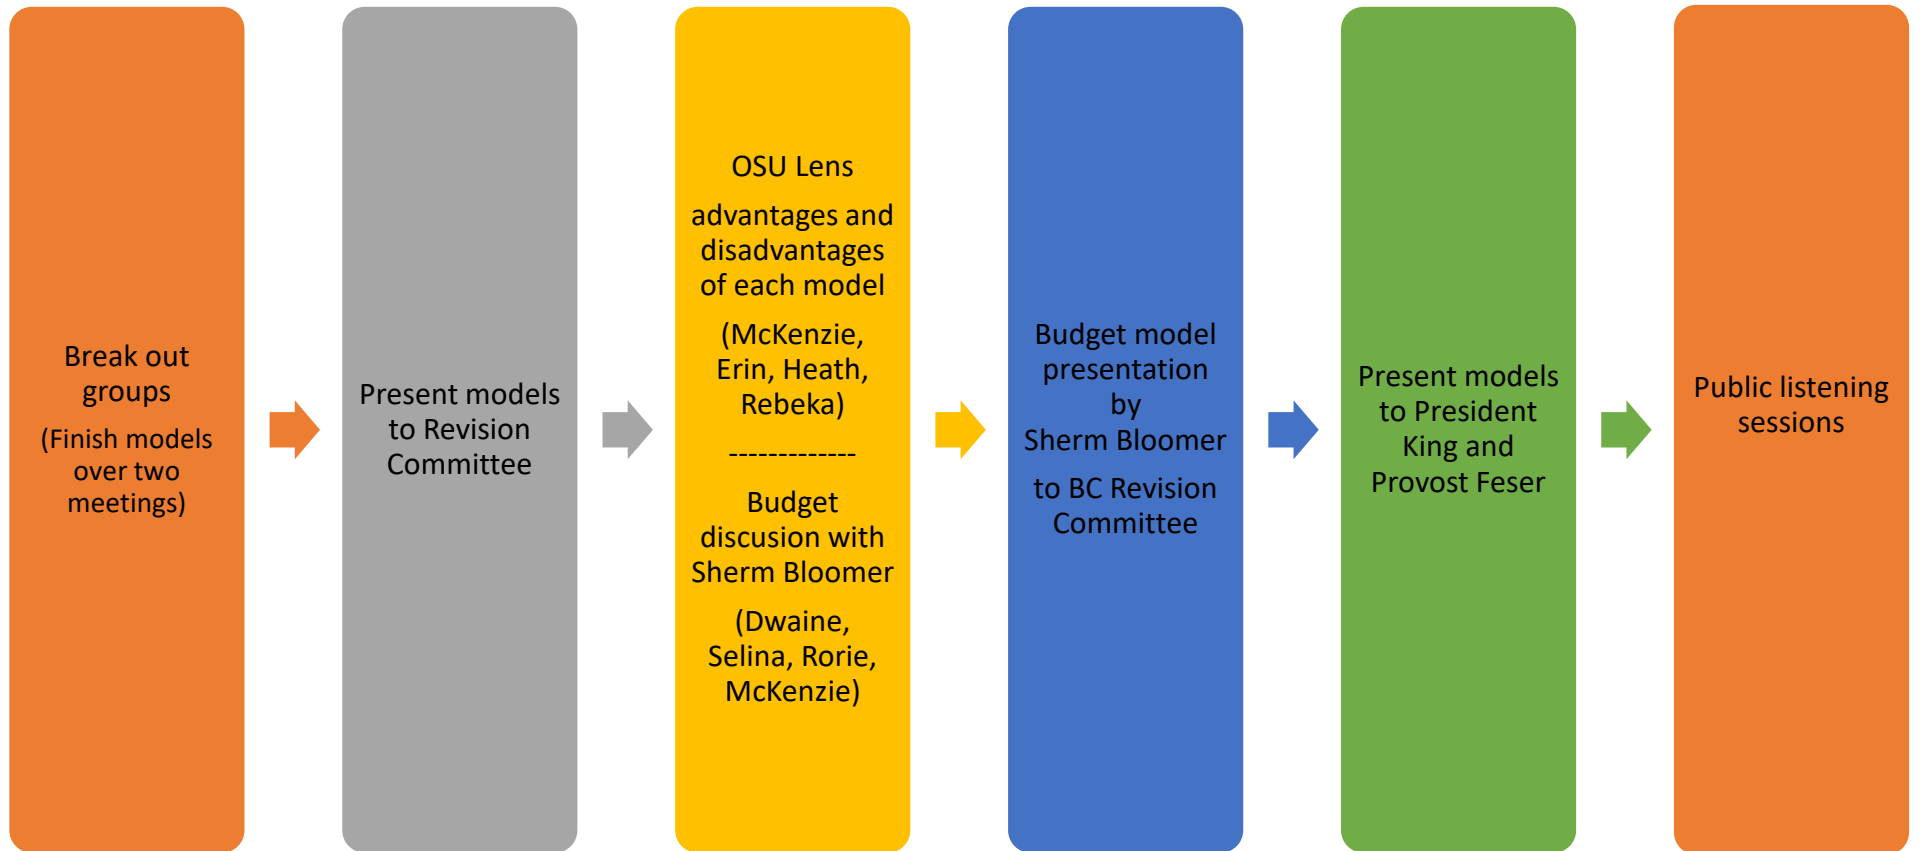 Break out
groups
(Finish models
over two
meetings)
Present models
to Revision
Committee
OSU Lens
advantages and
disadvantages
of each model
(McKenzie,
Erin, Heath,
Rebeka)
-------------
Budget
discusion with
Sherm Bloomer
(Dwaine,
Selina, Rorie,
McKenzie)
Budget model
presentation
by
Sherm Bloomer
to BC Revision
Committee
Present models
to President
King and
Provost Feser
Public listening
sessions